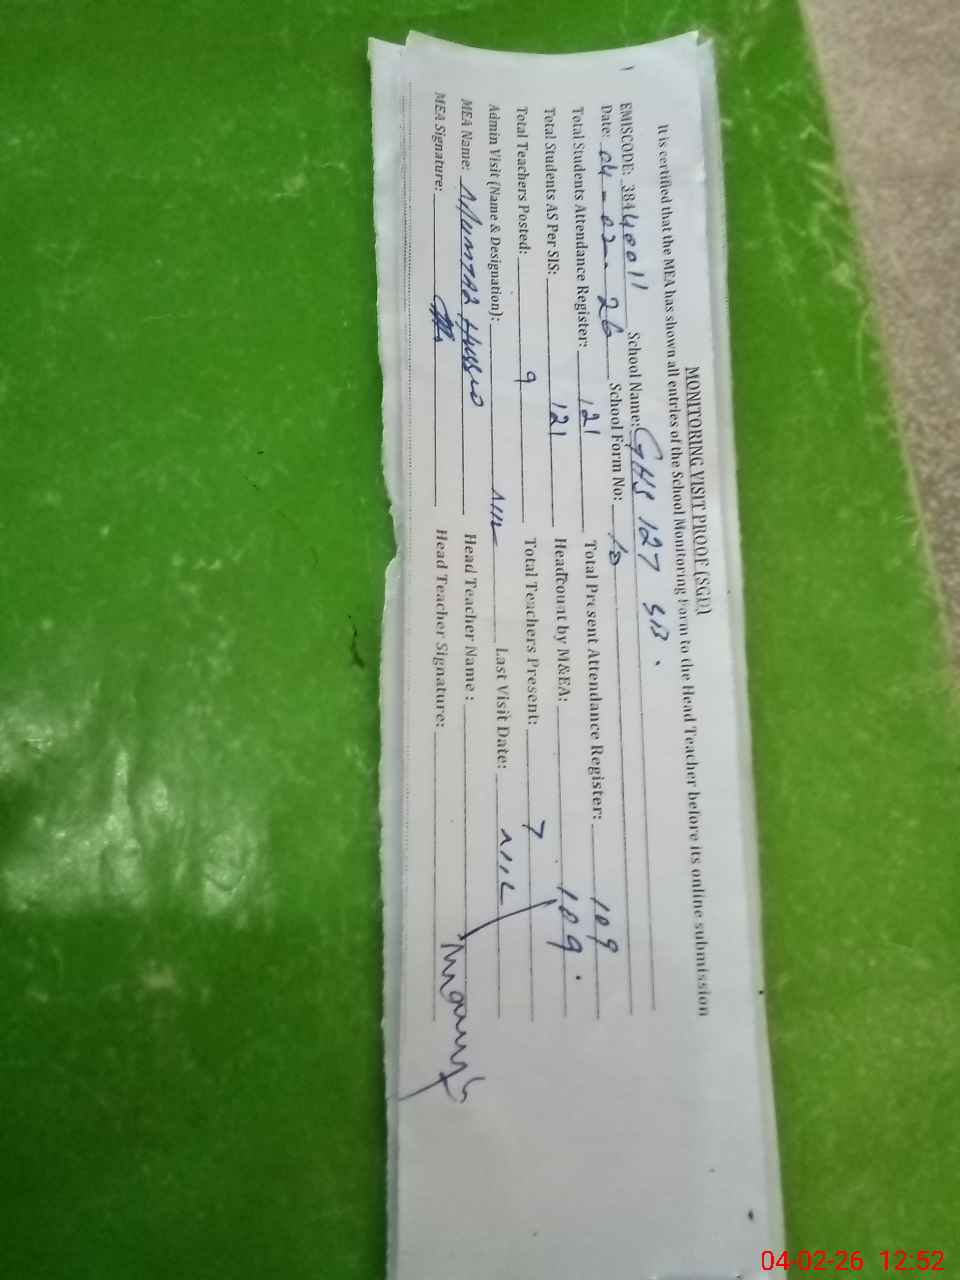 MONITORING VISIT PROOF (SGD)
It is certified that the MEA has shown all entries of the School Monitoring Form to the Head Teacher before its online submission
EMISCODE: 38440011 School Name: GHS 127 SB.
Date: 04-02-26 School Form No: 10
Total Students Attendance Register: 121 Total Present Attendance Register: 109
Total Students AS Per SIS: 121 Headcount by M&EA: 109.
Total Teachers Posted: 9 Total Teachers Present: 7
Admin Visit (Name & Designation): NIL Last Visit Date: NIL
MEA Name: MUMTAZ Head Teacher Name :
MEA Signature: Head Teacher Signature:
04-02-26 12:52